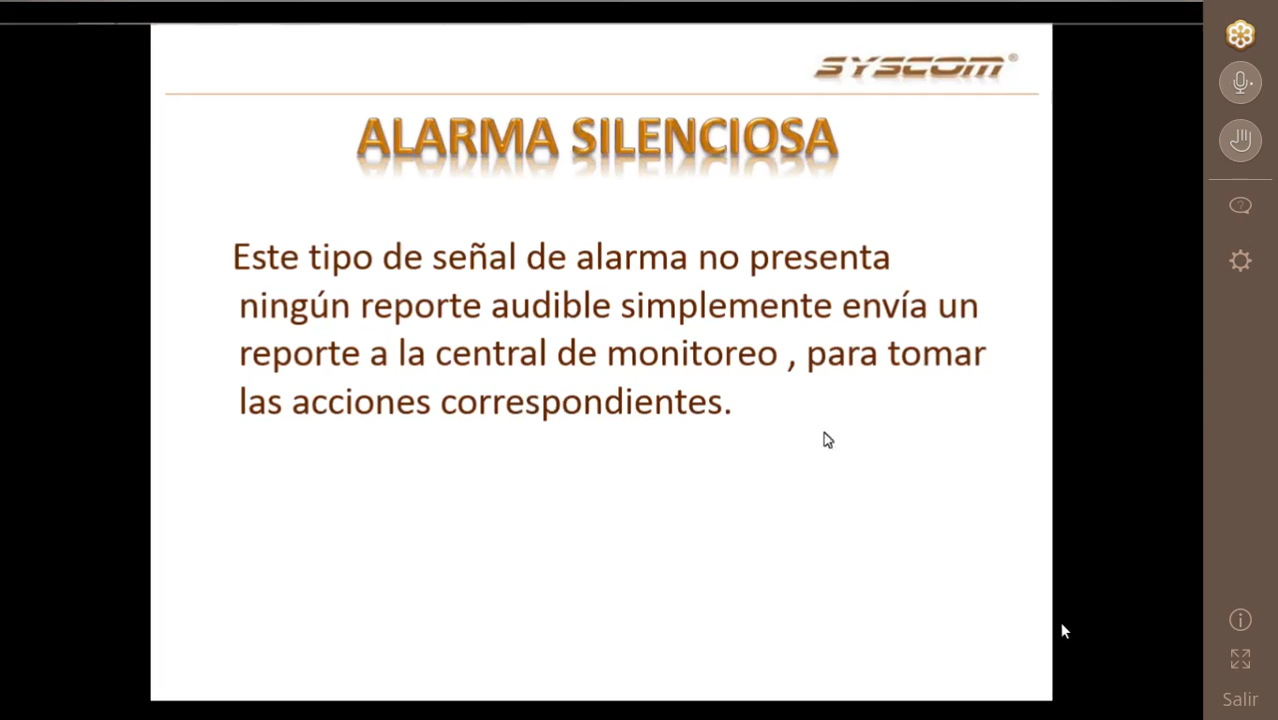 SYSCOM®
ALARMA SILENCIOSA
Este tipo de señal de alarma no presenta
ningún reporte audible simplemente envía un
reporte a la central de monitoreo , para tomar
las acciones correspondientes.
Salir